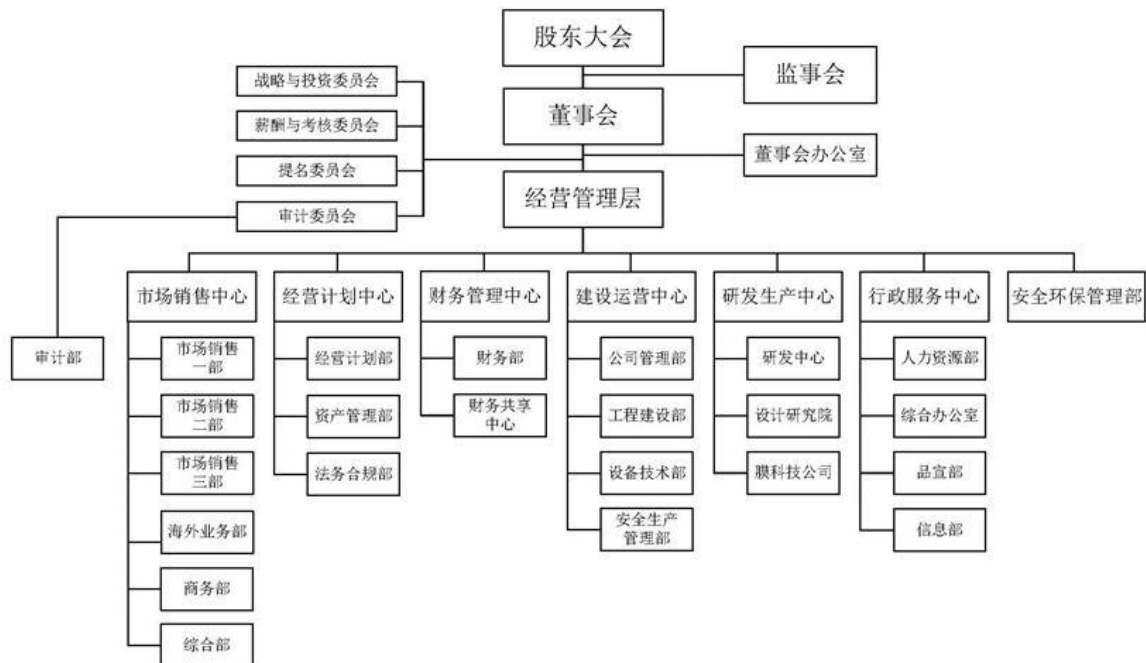 股东大会
监事会
战略与投资委员会
董事会
薪酬与考核委员会
董事会办公室
提名委员会
经营管理层
审计委员会
市场销售中心
经营计划中心
财务管理中心
建设运营中心
研发生产中心
行政服务中心
安全环保管理部
审计部
市场销售
一部
经营计划部
财务部
公司管理部
研发中心
人力资源部
市场销售
二部
资产管理部
财务共享
中心
工程建设部
设计研究院
综合办公室
市场销售
三部
法务合规部
设备技术部
膜科技公司
品宣部
海外业务部
安全生产
管理部
信息部
商务部
综合部